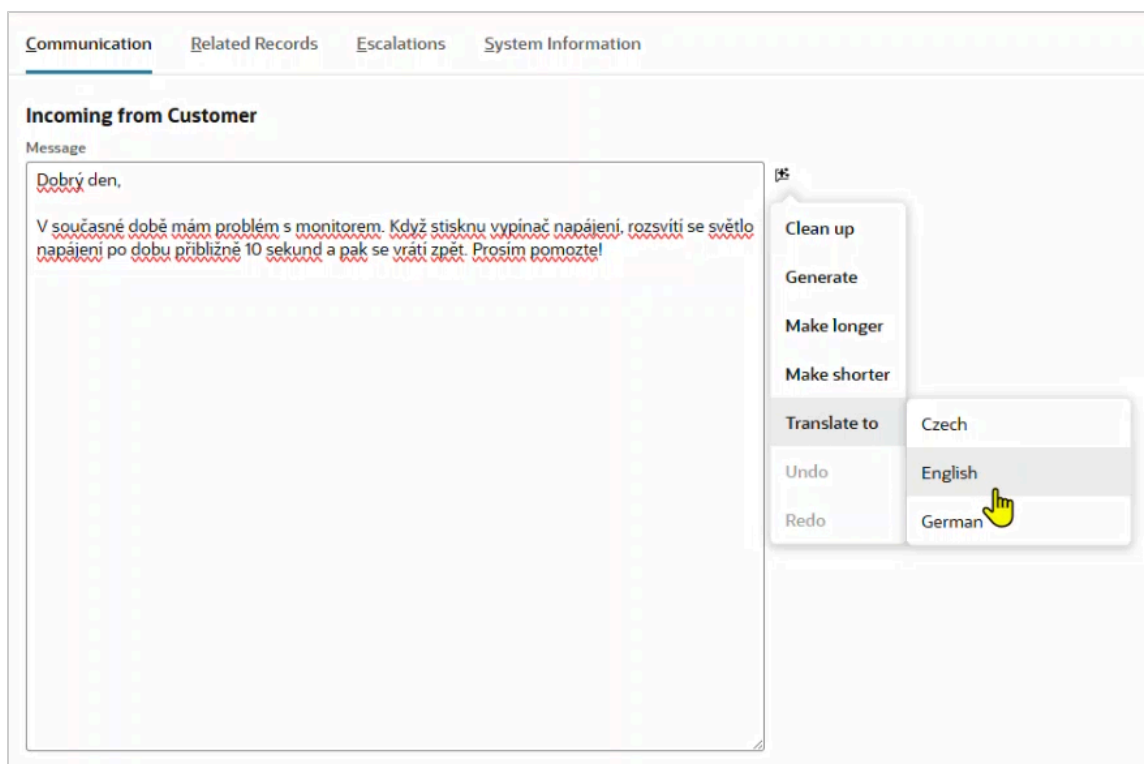 Communication Related Records Escalations System Information
Incoming from Customer
Message
Dobrý den,
V současné době mám problém s monitorem. Když stisknu vypínač napájení, rozsvítí se světlo
napájení po dobu přibližně 10 sekund a pak se vrátí zpět. Prosím pomozte!
Clean up
Generate
Make longer
Make shorter
Translate to
Undo
Redo
Czech
English
German